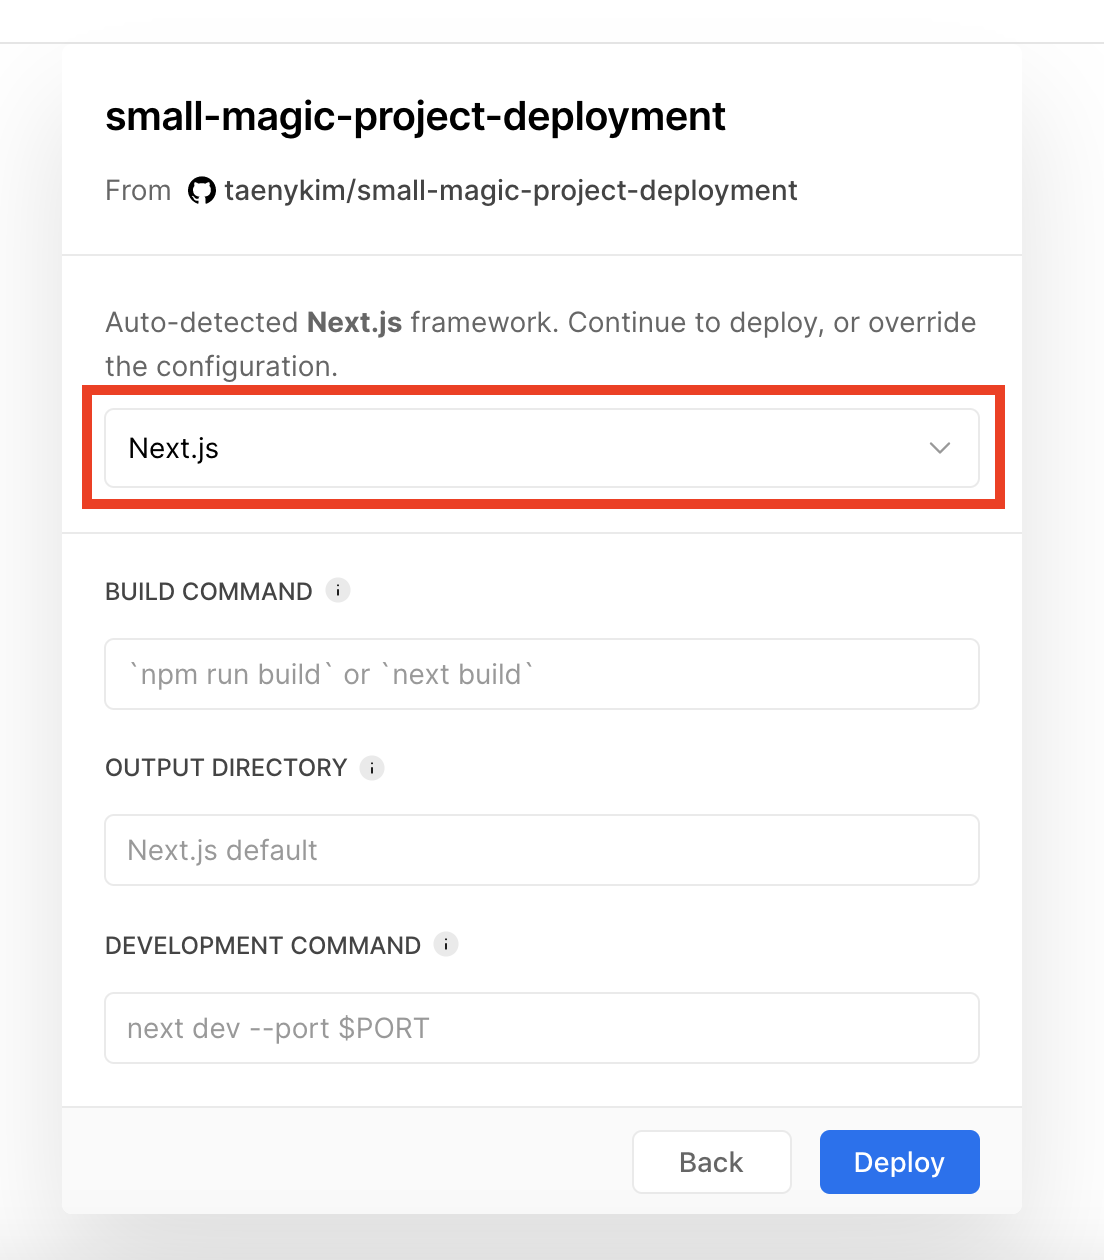 small-magic-project-deployment
From taenykim/small-magic-project-deployment
Auto-detected Next.js framework. Continue to deploy, or override
the configuration.
Next.js
BUILD COMMAND i
`npm run build` or `next build`
OUTPUT DIRECTORY i
Next.js default
DEVELOPMENT COMMAND i
next dev --port $PORT
Back Deploy